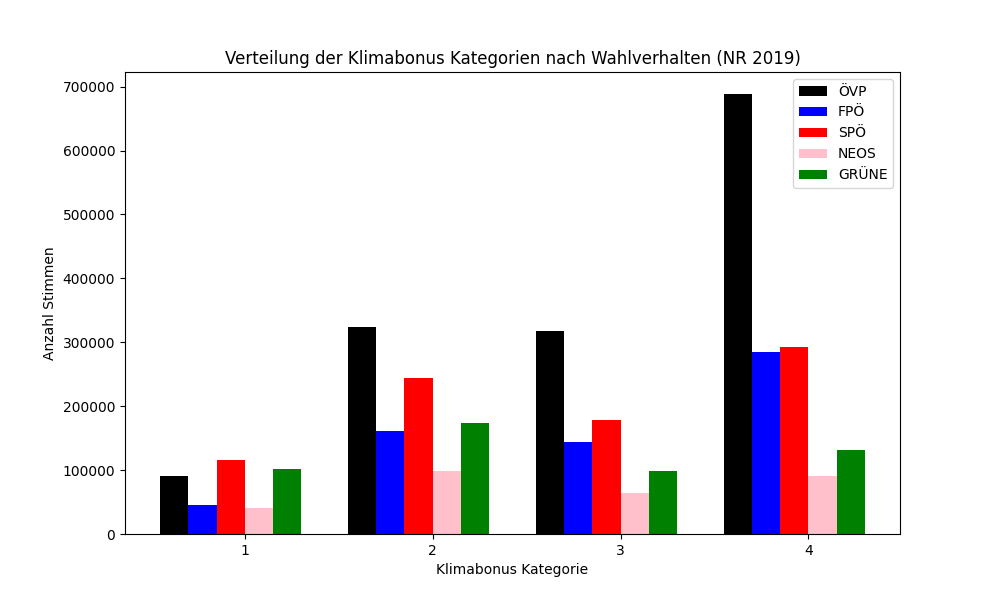 Verteilung der Klimabonus Kategorien nach Wahlverhalten (NR 2019)
700000
600000
500000
400000
300000
200000
100000
0
Anzahl Stimmen
ÖVP
FPÖ
SPÖ
NEOS
GRÜNE
1 2 3 4
Klimabonus Kategorie